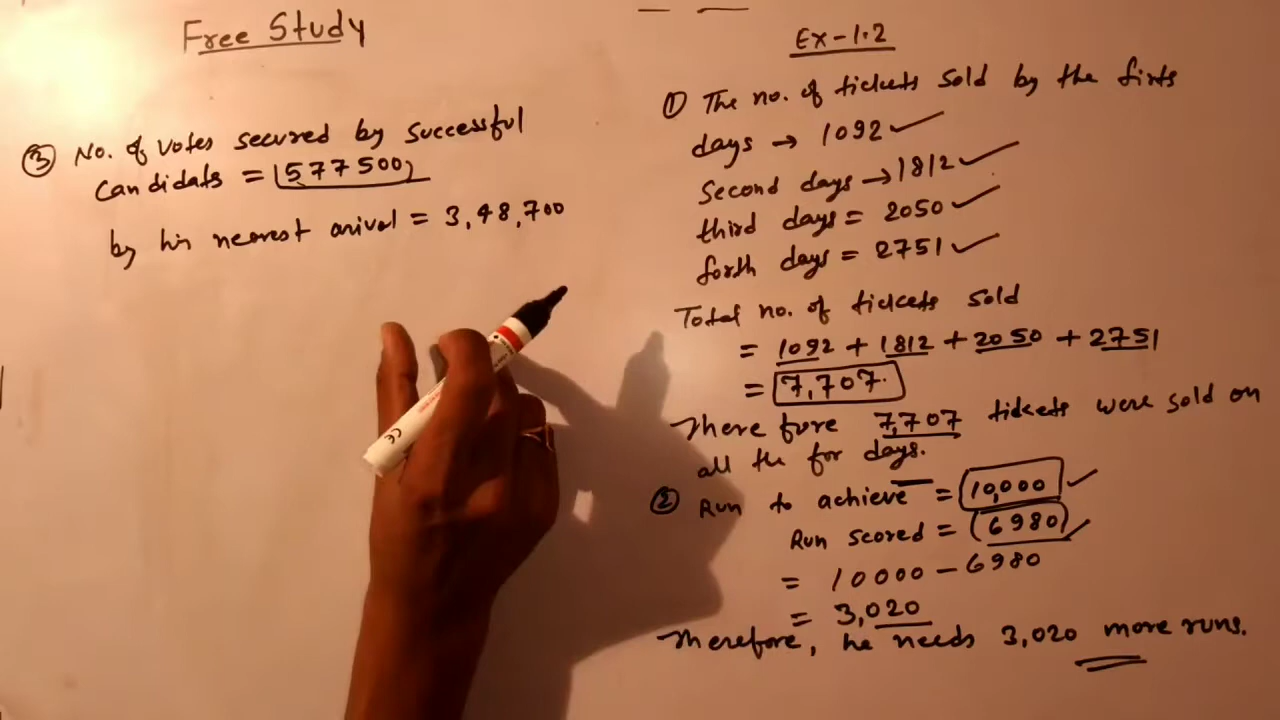 Free Study
③ No. of votes secured by Successful
Candidats = 577500
by his nearest arival = 3,48,700
Ex-1.2
① The no. of tickets sold by the firts
days → 1092
Second days → 1812
third days = 2050
forth days = 2751
Total no. of tickets sold
= 1092 + 1812 + 2050 + 2751
= 7,707.
There fore 7,707 tickets were sold on
all the for days.
② Run to achieve = 10,000
Run scored = (6980)
= 10000 - 6980
= 3,020
Therefore, he needs 3,020 more runs.